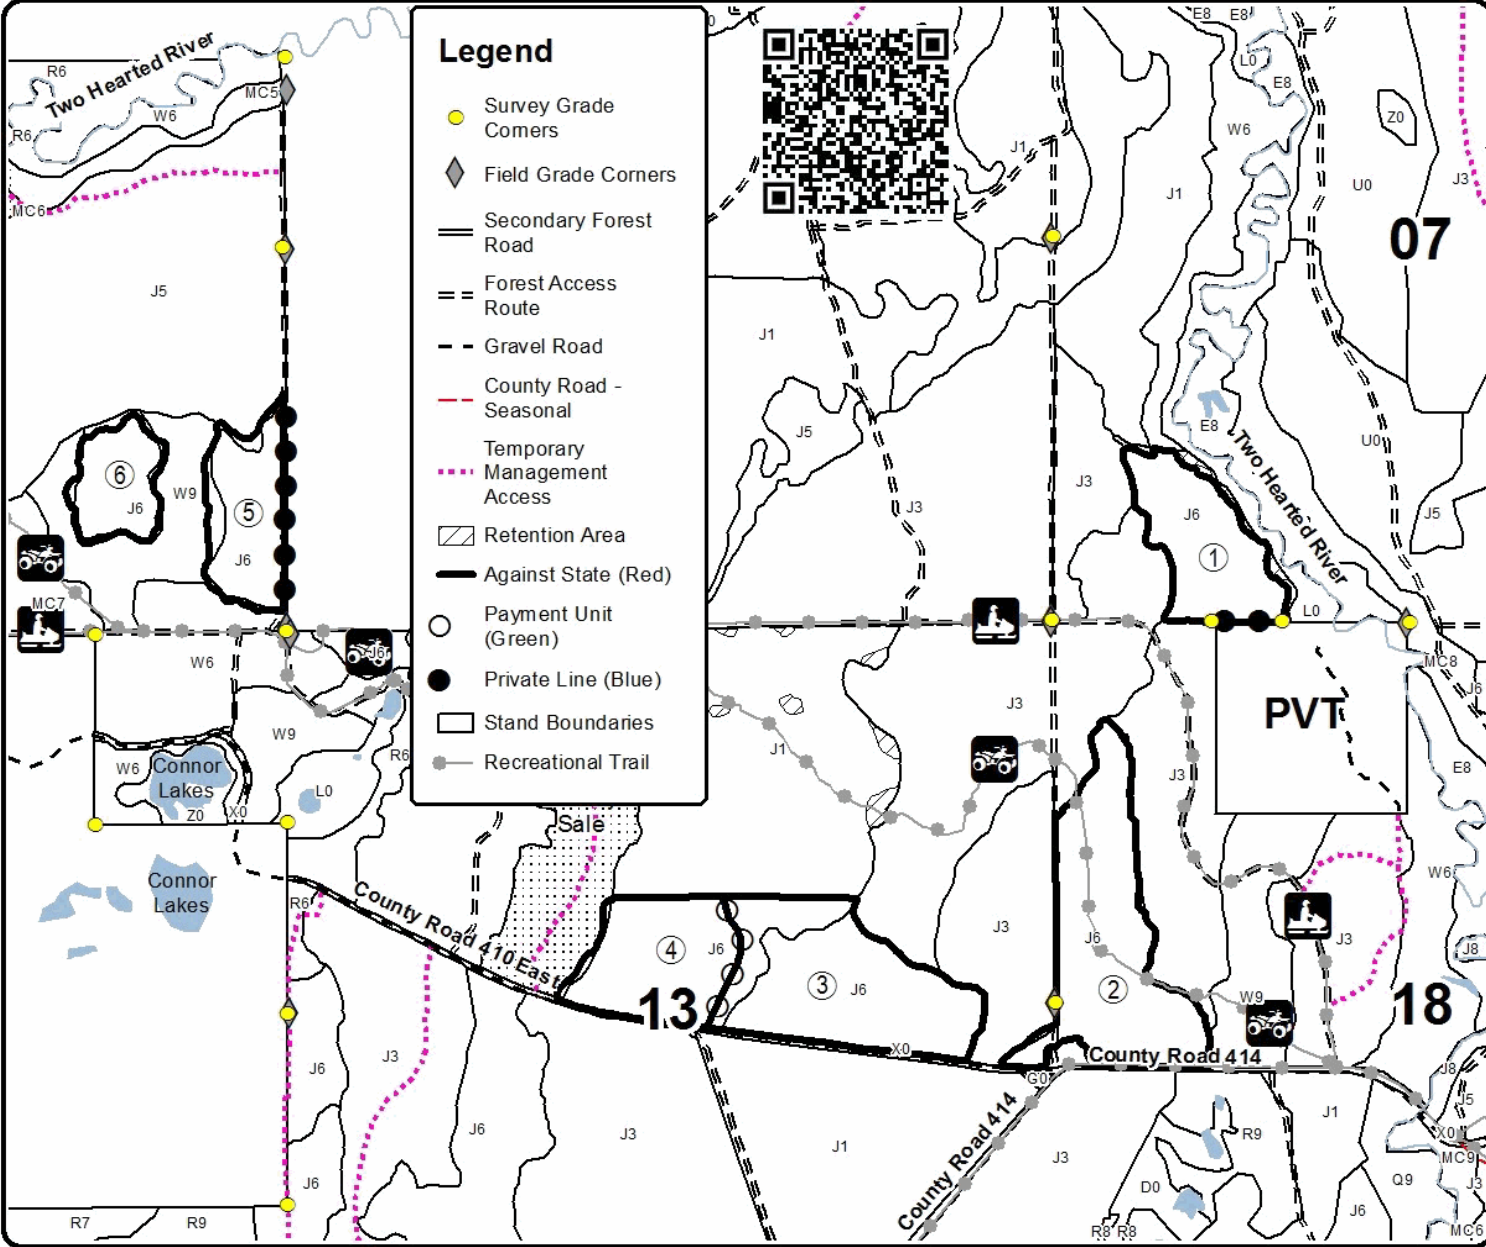 Legend
Survey Grade
Corners
Field Grade Corners
Secondary Forest
Road
Forest Access
Route
Gravel Road
County Road -
Seasonal
Temporary
Management
Access
Retention Area
Against State (Red)
Payment Unit
(Green)
Private Line (Blue)
Stand Boundaries
Recreational Trail
R6
Two Hearted River
MC5
W6
R6
MC6
J5
6
J6
W9
5
J6
MC7
W6
J6
W9
R6
W6
Connor
Lakes
Z0
X0
L0
Connor
Lakes
R6
County Road 410 East
Sale
J6
J3
J6
J6
R7
R9
0
J1
J1
E8
E8
L0
E8
W6
Z0
U0
J3
07
J1
J5
J3
J3
E8
Two Hearted River
U0
J5
J6
1
L0
MC8
J6
PVT
J3
J1
J3
E8
W6
4
J6
3
J6
13
J3
J6
2
W9
J3
18
J8
X0
County Road 414
G0
County Road 414
J8
J5
J3
J1
J3
R9
J1
X0
MC9
D0
Q9
J3
R8
R8
J6
MC6